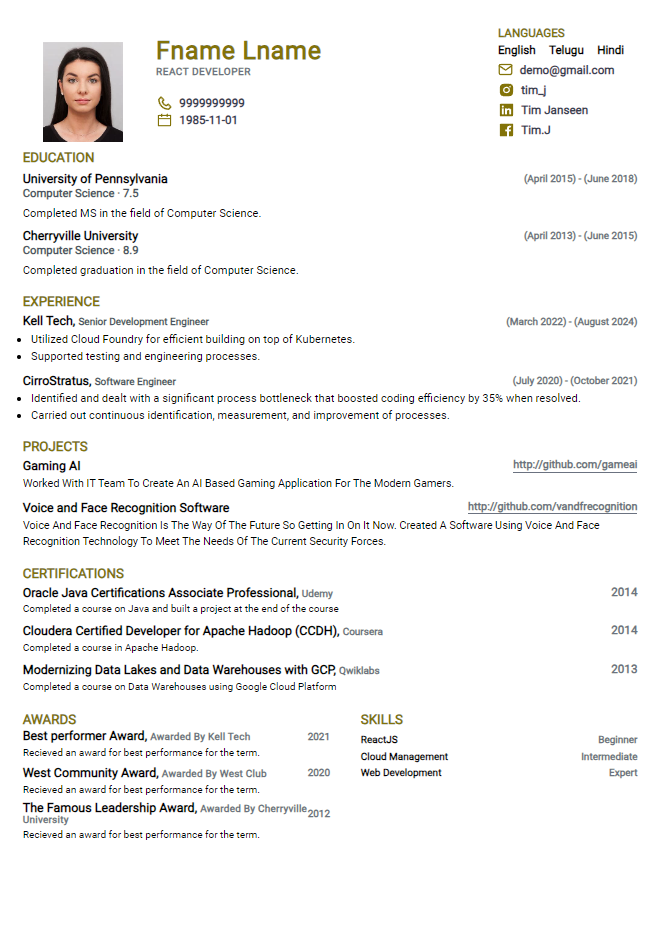 Fname Lname
REACT DEVELOPER
9999999999
1985-11-01
LANGUAGES
English Telugu Hindi
demo@gmail.com
tim_j
Tim Janseen
Tim.J
EDUCATION
University of Pennsylvania (April 2015) - (June 2018)
Computer Science · 7.5
Completed MS in the field of Computer Science.
Cherryville University (April 2013) - (June 2015)
Computer Science · 8.9
Completed graduation in the field of Computer Science.
EXPERIENCE
Kell Tech, Senior Development Engineer (March 2022) - (August 2024)
• Utilized Cloud Foundry for efficient building on top of Kubernetes.
• Supported testing and engineering processes.
CirroStratus, Software Engineer (July 2020) - (October 2021)
• Identified and dealt with a significant process bottleneck that boosted coding efficiency by 35% when resolved.
• Carried out continuous identification, measurement, and improvement of processes.
PROJECTS
Gaming AI http://github.com/gameai
Worked With IT Team To Create An AI Based Gaming Application For The Modern Gamers.
Voice and Face Recognition Software http://github.com/vandfrecognition
Voice And Face Recognition Is The Way Of The Future So Getting In On It Now. Created A Software Using Voice And Face
Recognition Technology To Meet The Needs Of The Current Security Forces.
CERTIFICATIONS
Oracle Java Certifications Associate Professional, Udemy 2014
Completed a course on Java and built a project at the end of the course
Cloudera Certified Developer for Apache Hadoop (CCDH), Coursera 2014
Completed a course in Apache Hadoop.
Modernizing Data Lakes and Data Warehouses with GCP, Qwiklabs 2013
Completed a course on Data Warehouses using Google Cloud Platform
AWARDS
Best performer Award, Awarded By Kell Tech 2021
Recieved an award for best performance for the term.
West Community Award, Awarded By West Club 2020
Recieved an award for best performance for the term.
The Famous Leadership Award, Awarded By Cherryville 2012
University
Recieved an award for best performance for the term.
SKILLS
ReactJS Beginner
Cloud Management Intermediate
Web Development Expert